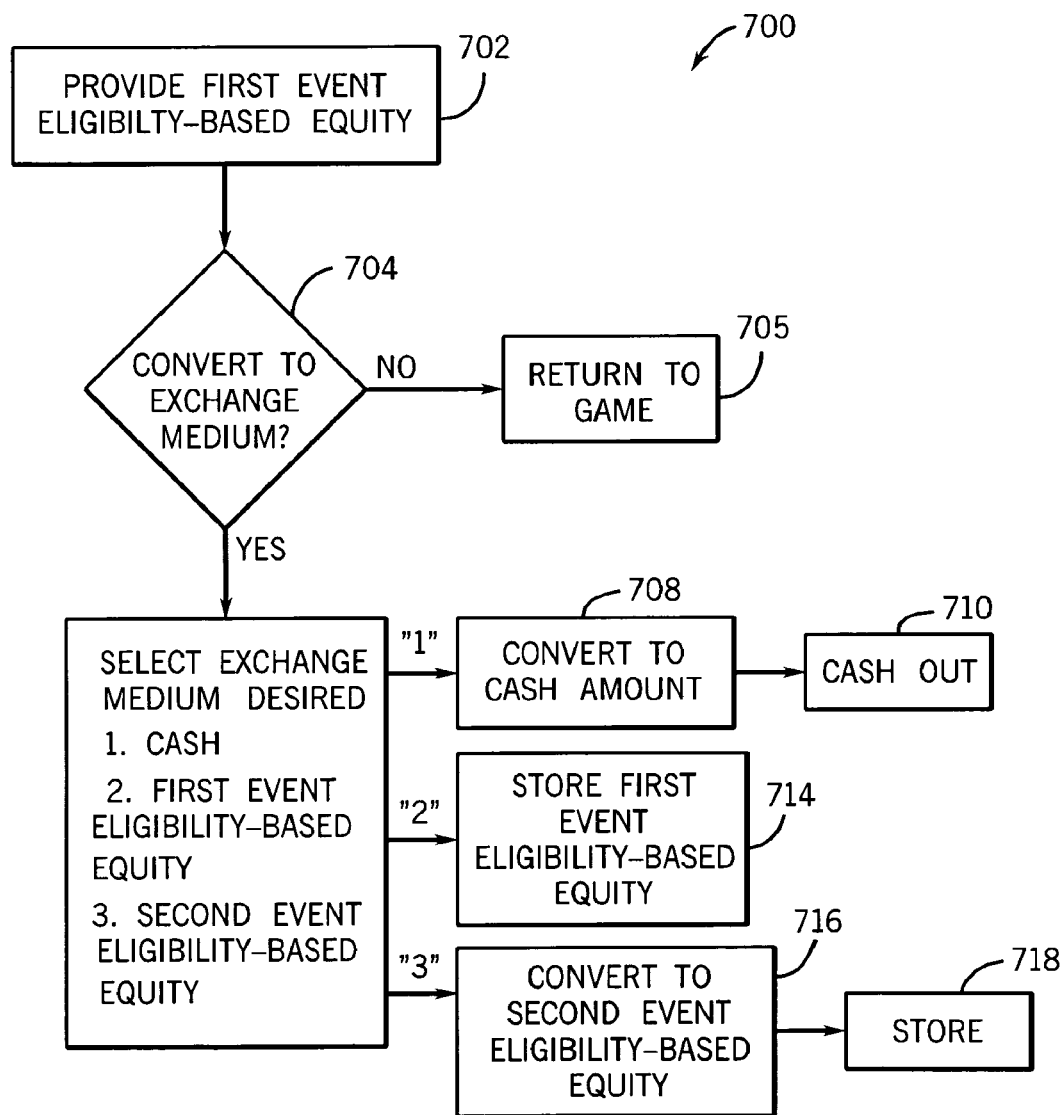 700
702
PROVIDE FIRST EVENT
ELIGIBILTY–BASED EQUITY
704
CONVERT TO
EXCHANGE
MEDIUM?
NO
705
RETURN TO
GAME
YES
SELECT EXCHANGE
MEDIUM DESIRED
1. CASH
2. FIRST EVENT
ELIGIBILITY–BASED
EQUITY
3. SECOND EVENT
ELIGIBILITY–BASED
EQUITY
"1"
708
CONVERT TO
CASH AMOUNT
710
CASH OUT
"2"
STORE FIRST
EVENT
ELIGIBILITY–BASED
EQUITY
714
"3"
716
CONVERT TO
SECOND EVENT
ELIGIBILITY–BASED
EQUITY
718
STORE